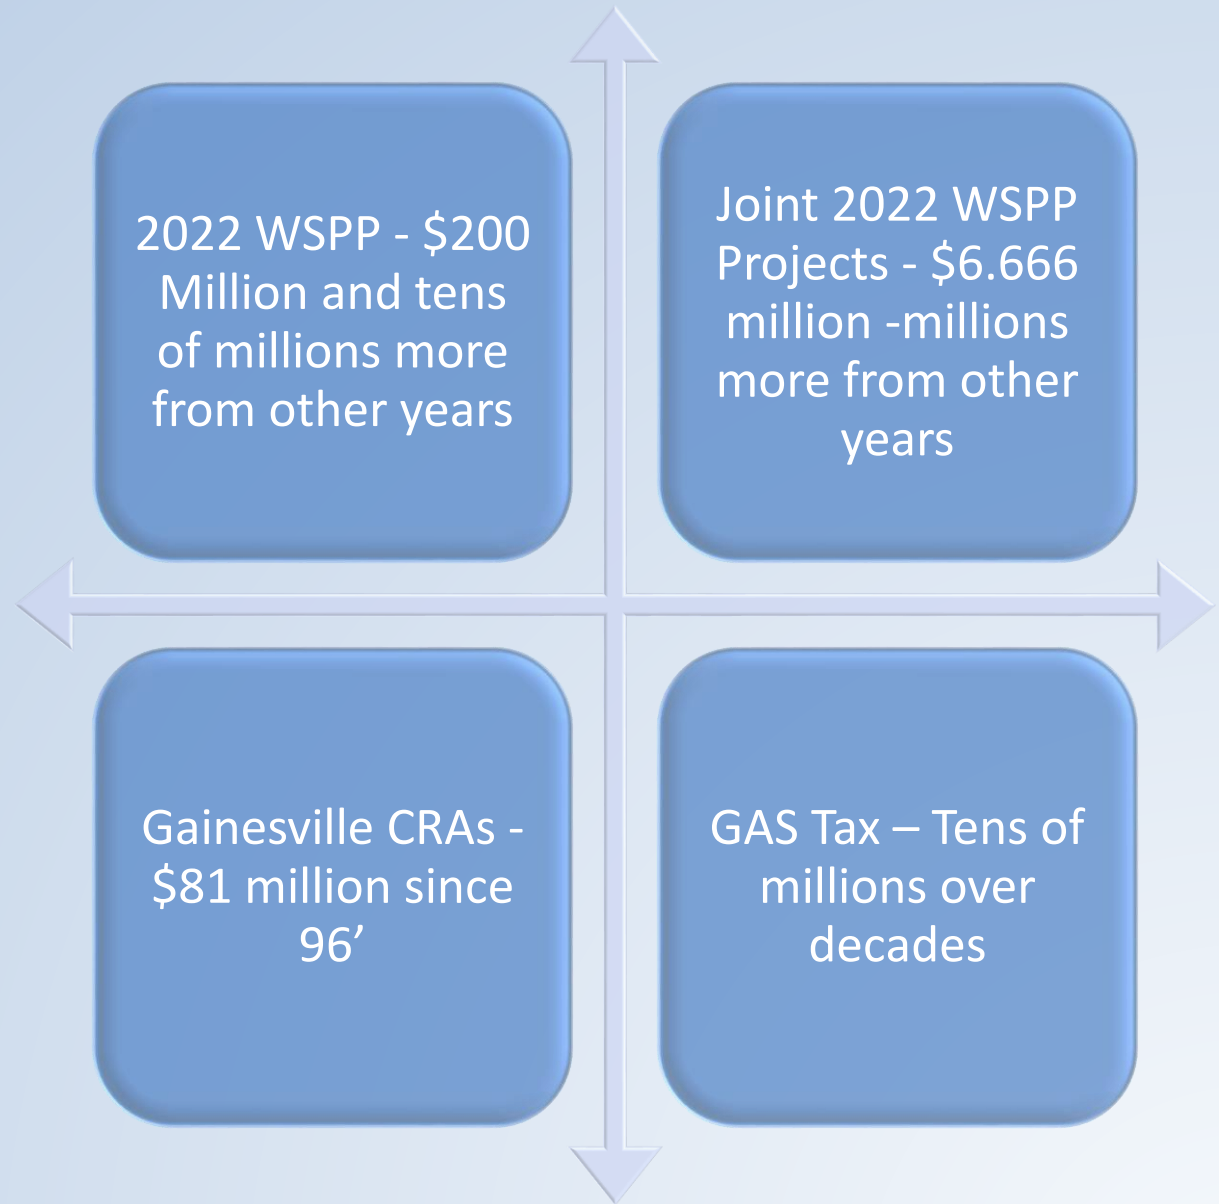 2022 WSPP - $200
Million and tens
of millions more
from other years
Joint 2022 WSPP
Projects - $6.666
million -millions
more from other
years
Gainesville CRAs -
$81 million since
96’
GAS Tax – Tens of
millions over
decades